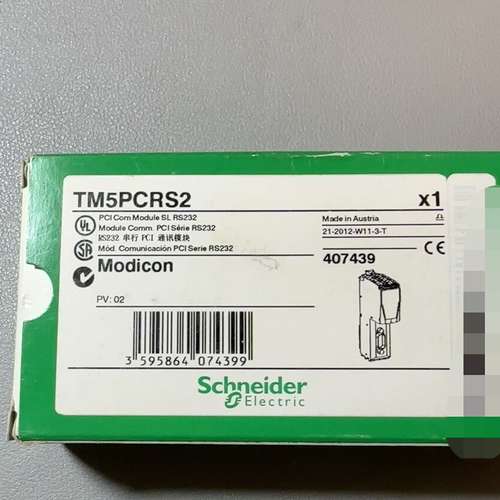 TM5PCRS2
x1
PCI Com Module SL RS232
Module Comm. PCI Série RS232
RS232 串行 PCI 通讯模块
Mód. Comunicación PCI Serie RS232
Made in Austria
21-2012-W11-3-T
UL
SA
Modicon
407439
CE
PV: 02
3 595864 074399
Schneider
Electric